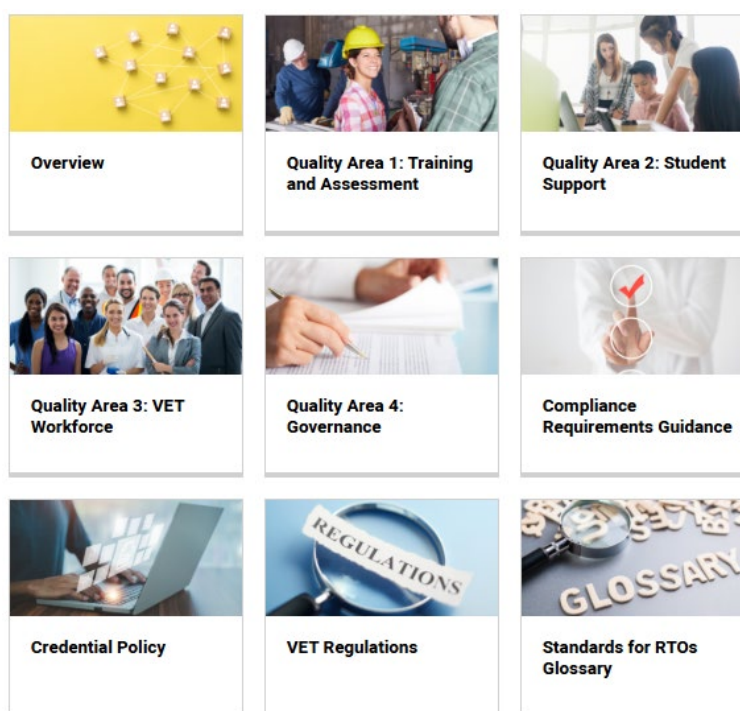 Overview
Quality Area 1: Training
and Assessment
Quality Area 2: Student
Support
Quality Area 3: VET
Workforce
Quality Area 4:
Governance
Compliance
Requirements Guidance
REGULATIONS
GLOSSARY
Credential Policy
VET Regulations
Standards for RTOs
Glossary